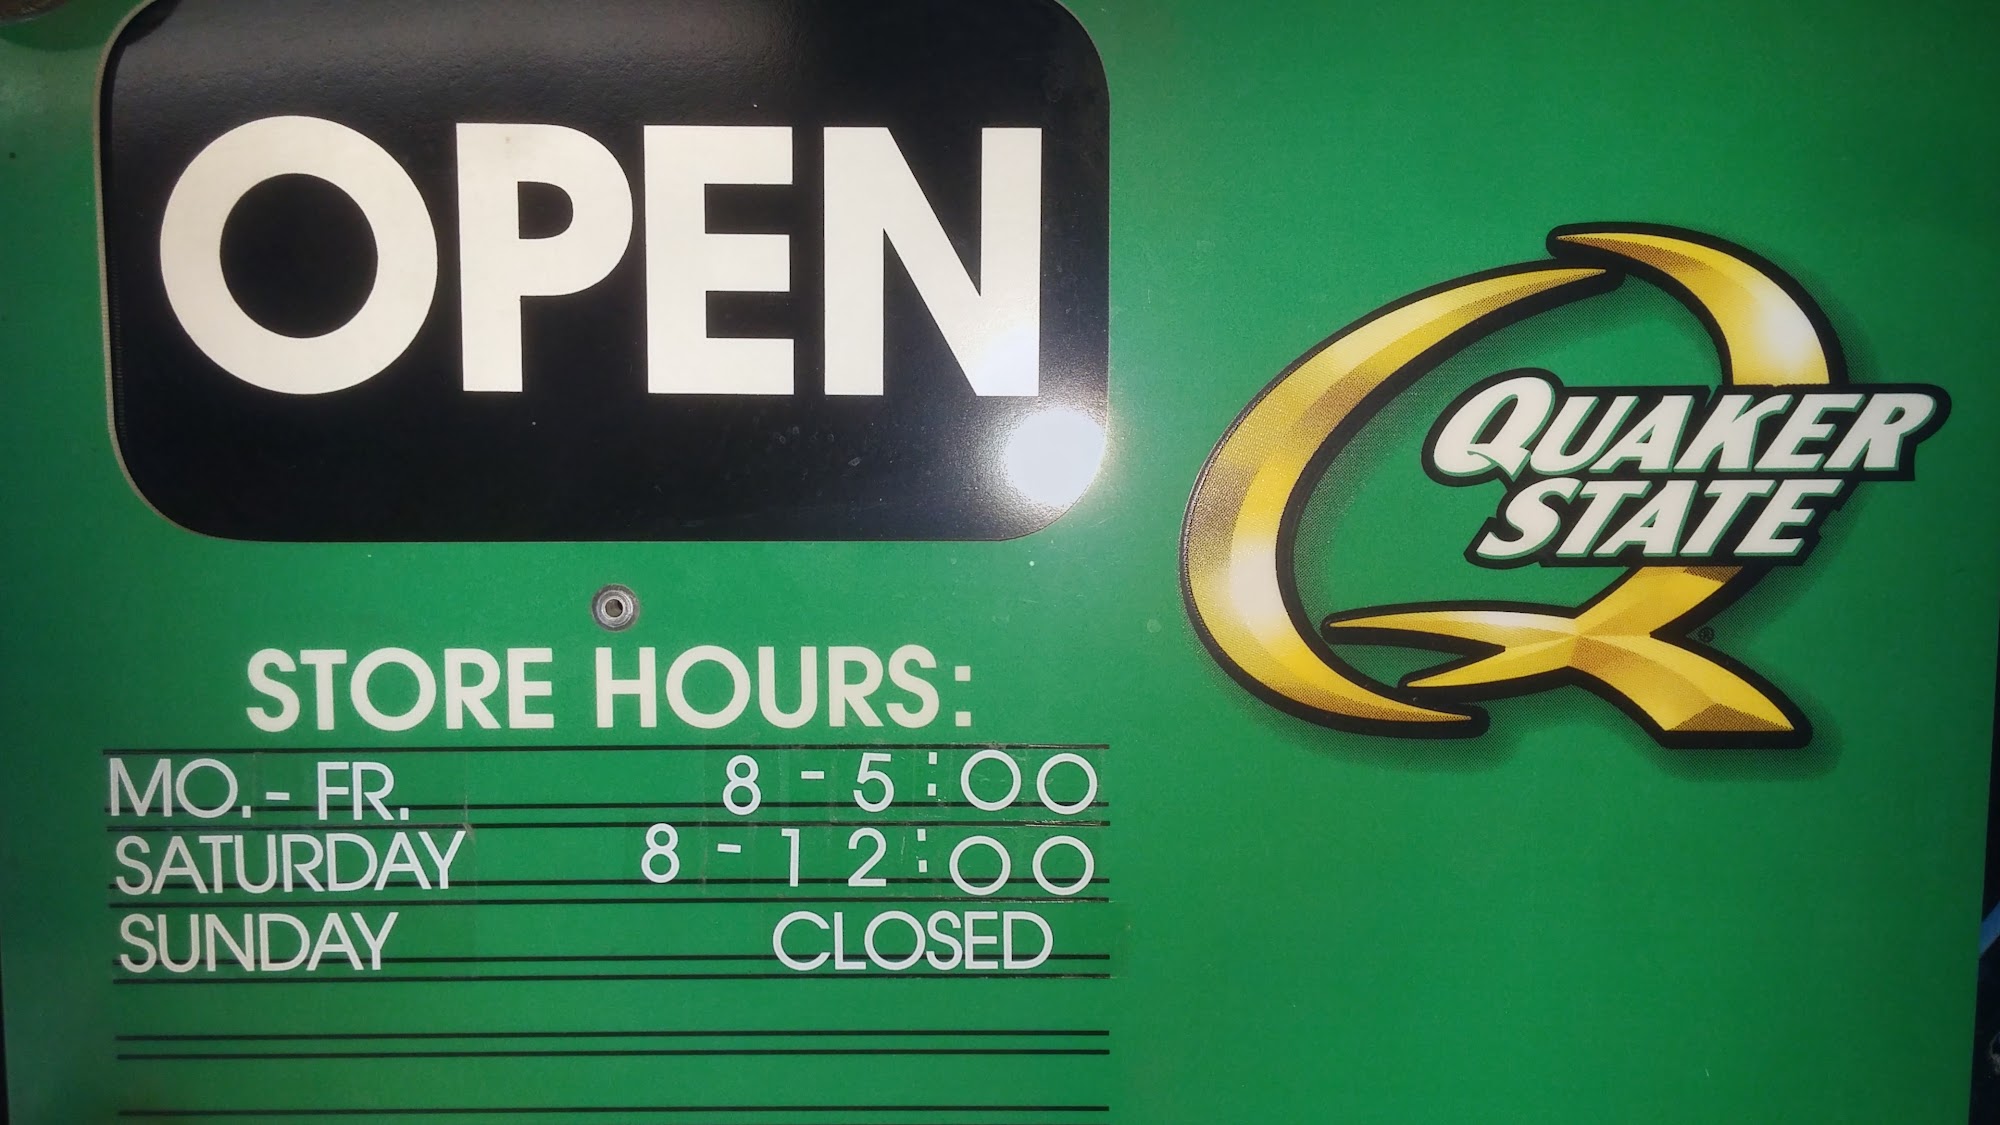 OPEN
QUAKER
STATE
®
STORE HOURS:
MO.-FR. 8-5:00
SATURDAY 8-12:00
SUNDAY CLOSED